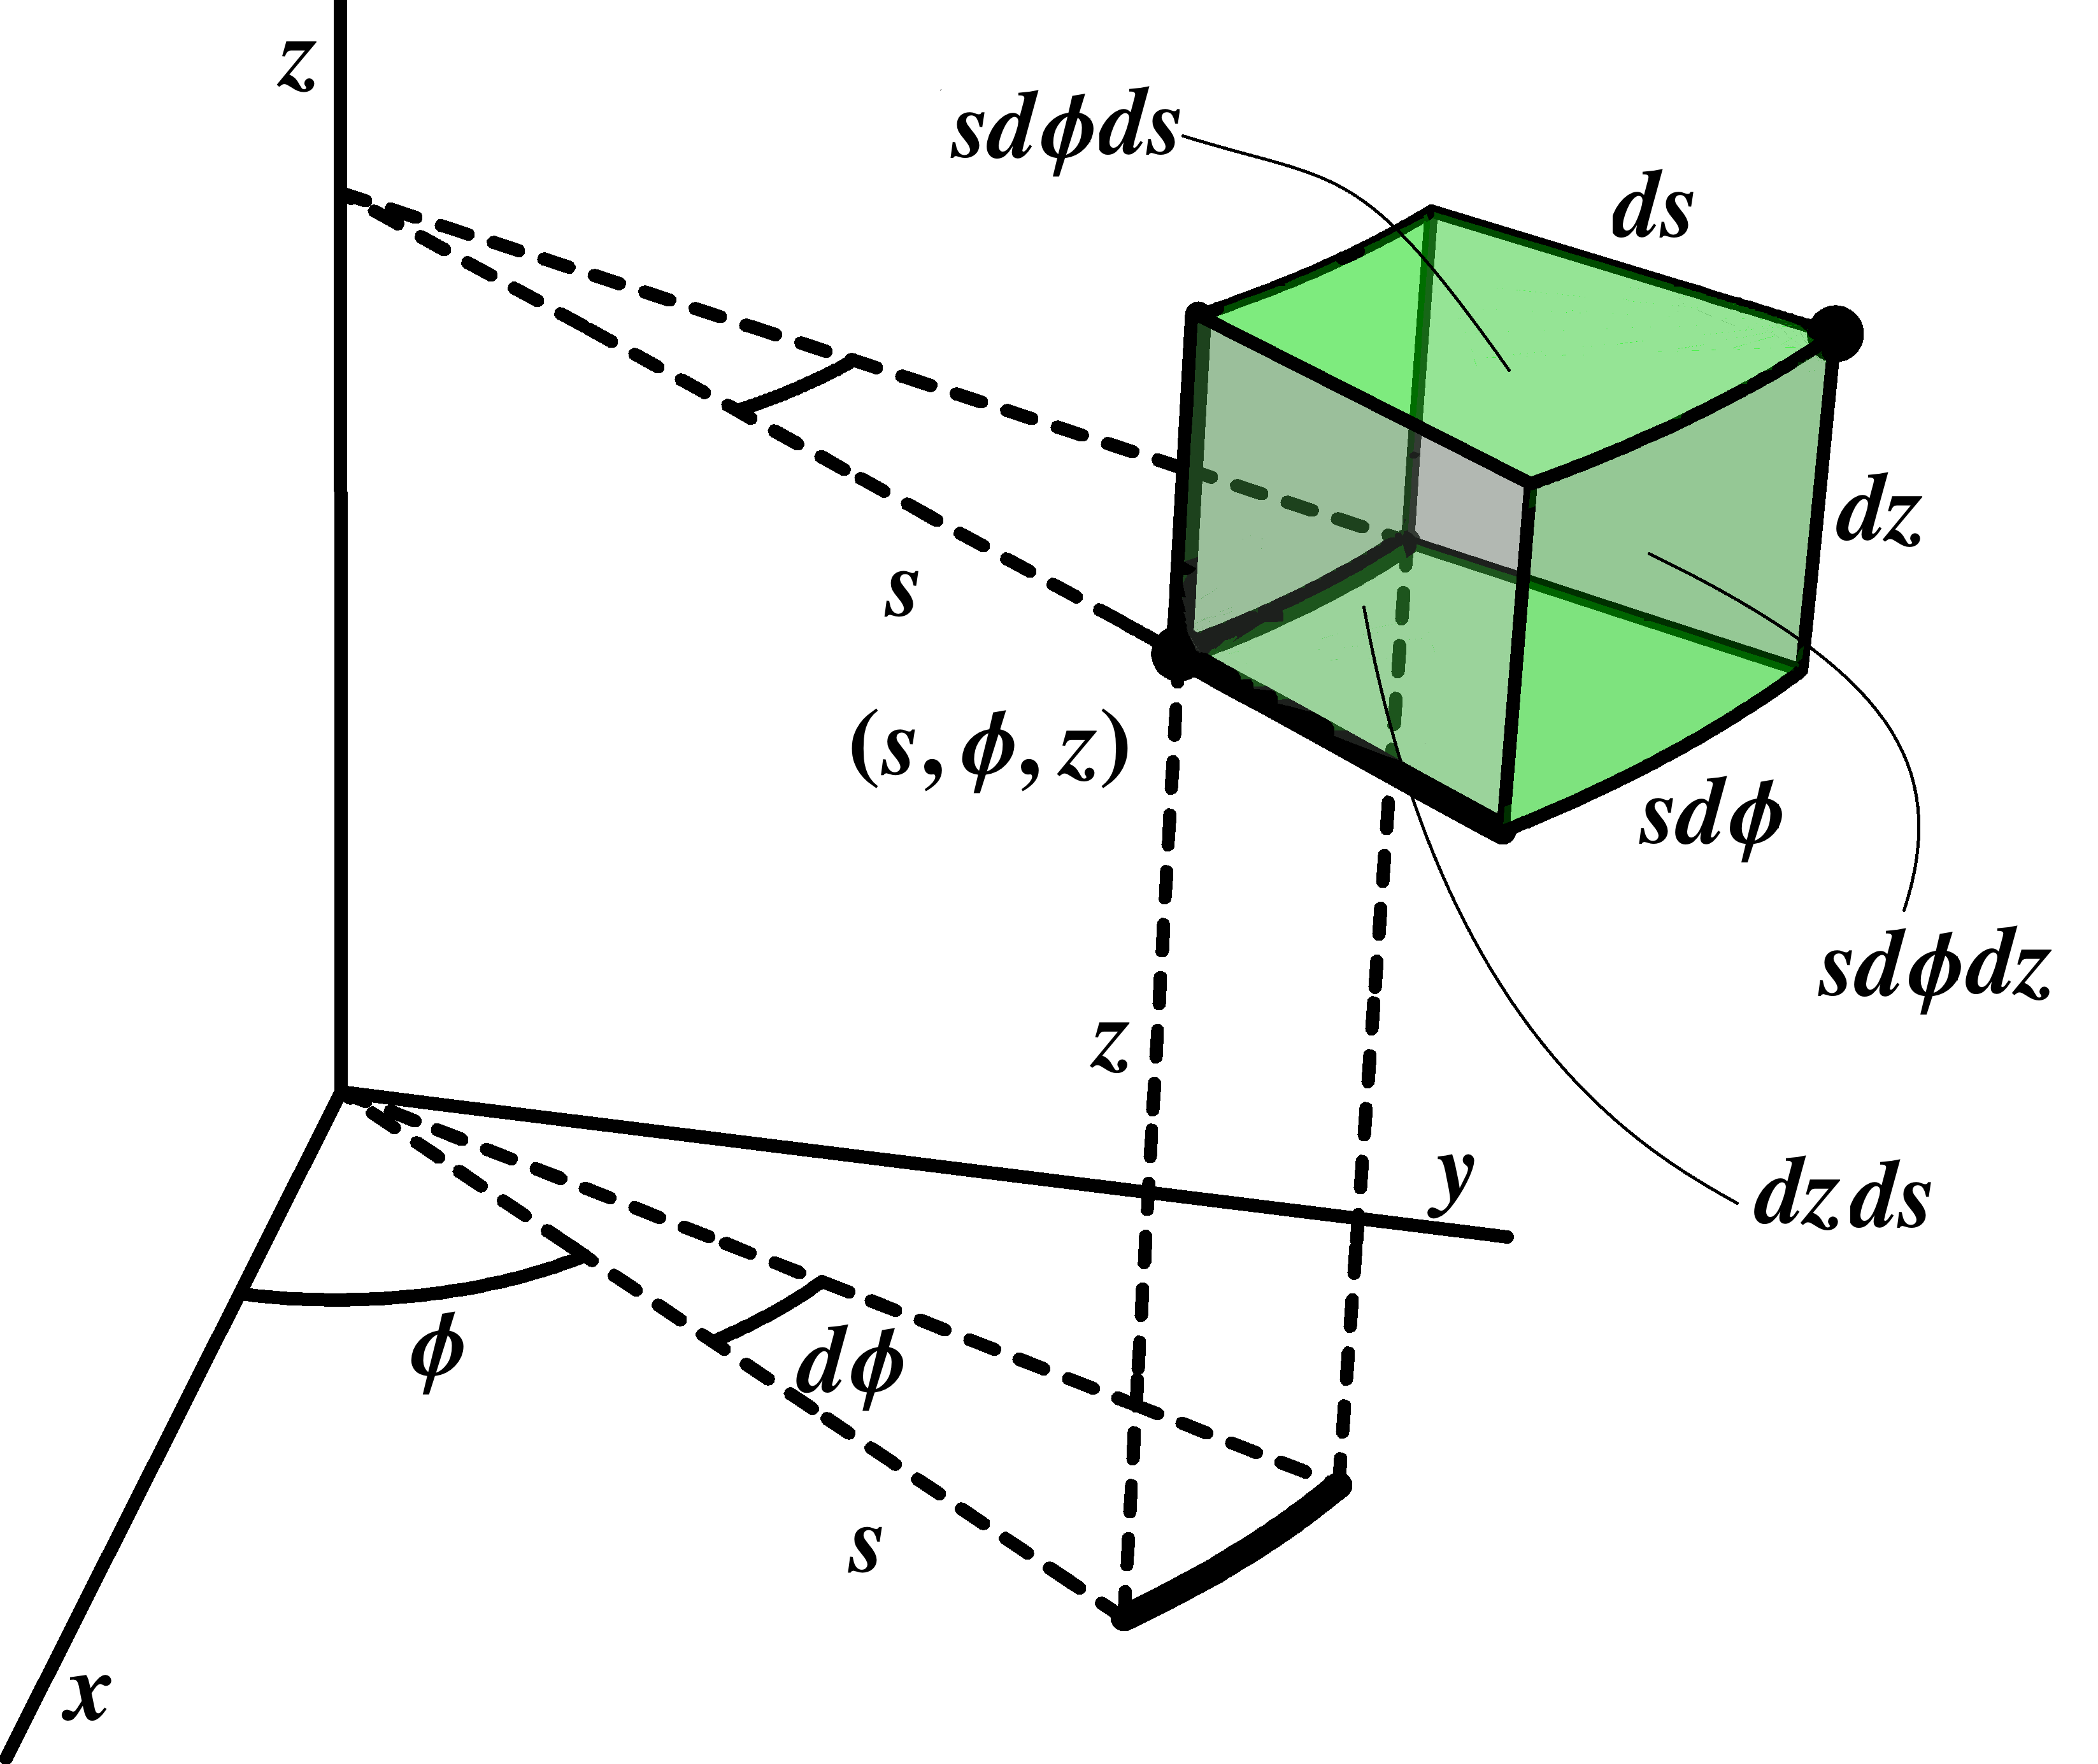 z
sdϕds
ds
dz
s
(s,ϕ,z)
sdϕ
sdϕdz
z
y
dzds
ϕ
dϕ
s
x